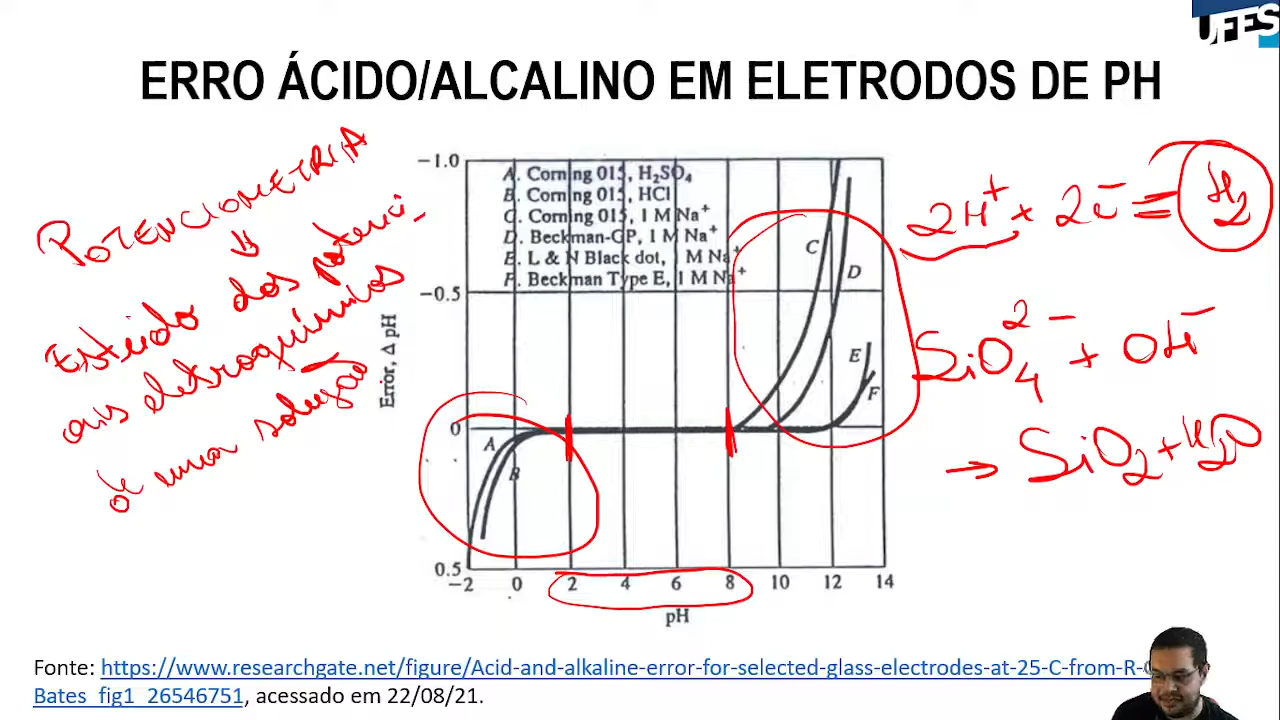 UFES
ERRO ÁCIDO/ALCALINO EM ELETRODOS DE PH
POTENCIOMETRIA
Estudo dos potenci-
ais eletroquímicos
de uma solução
-1.0
-0.5
0
0.5
Error, Δ pH
A. Corning 015, H₂SO₄
B. Corning 015, HCl
C. Corning 015, 1 M Na⁺
D. Beckman-GP, 1 M Na⁺
E. L & N Black dot, 1 M Na⁺
F. Beckman Type E, 1 M Na⁺
A
B
C
D
E
F
-2 0 2 4 6 8 10 12 14
pH
2H⁺ + 2e⁻ = H₂
SiO₄²⁻ + OH⁻
→ SiO₂ + H₂O
Fonte: https://www.researchgate.net/figure/Acid-and-alkaline-error-for-selected-glass-electrodes-at-25-C-from-R-G
Bates_fig1_26546751, acessado em 22/08/21.